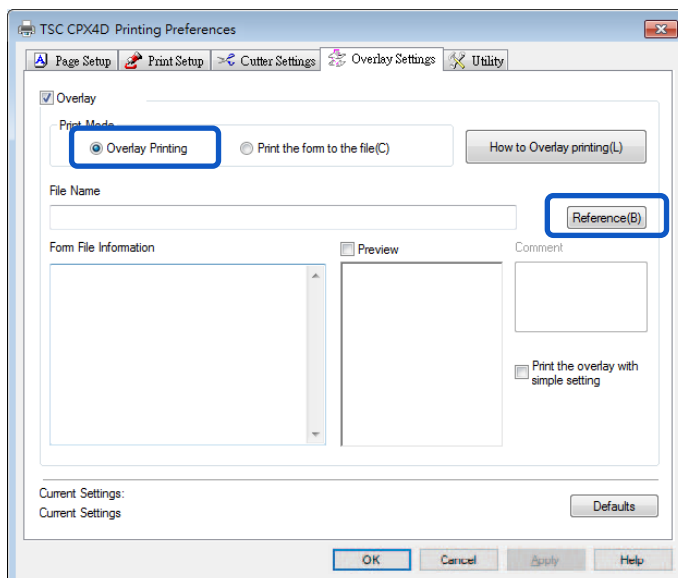 TSC CPX4D Printing Preferences
Page Setup Print Setup Cutter Settings Overlay Settings Utility
Overlay
Print Mode
Overlay Printing Print the form to the file(C) How to Overlay printing(L)
File Name
Reference(B)
Form File Information Preview Comment
Print the overlay with
simple setting
Current Settings:
Current Settings Defaults
OK Cancel Apply Help